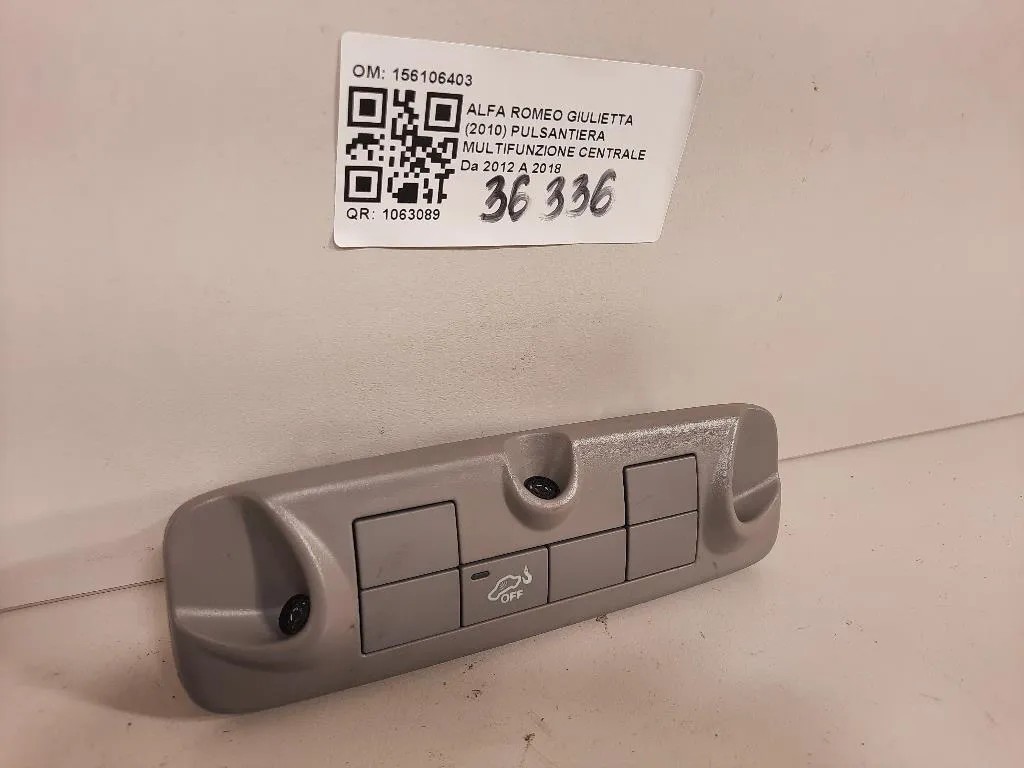 OM: 156106403
ALFA ROMEO GIULIETTA
(2010) PULSANTIERA
MULTIFUNZIONE CENTRALE
Da 2012 A 2018
36 336
QR: 1063089
OFF